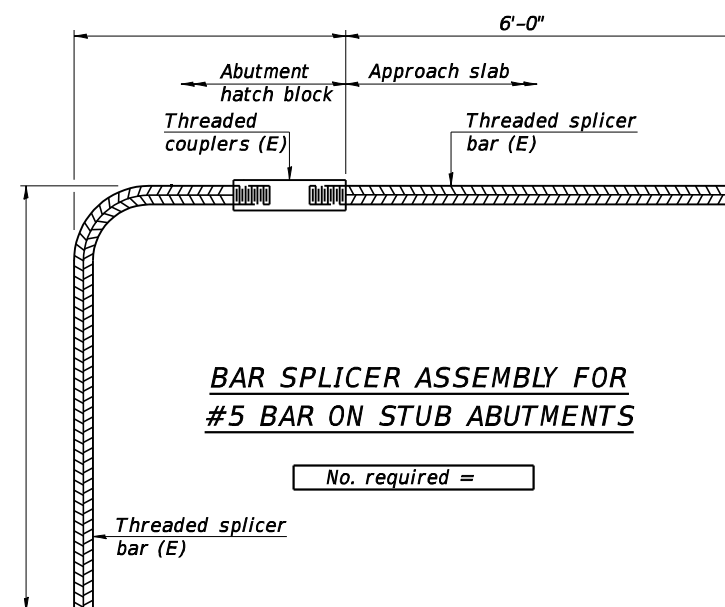 6'-0"
Abutment
hatch block
Approach slab
Threaded
couplers (E)
Threaded splicer
bar (E)
BAR SPLICER ASSEMBLY FOR
#5 BAR ON STUB ABUTMENTS
No. required =
Threaded splicer
bar (E)